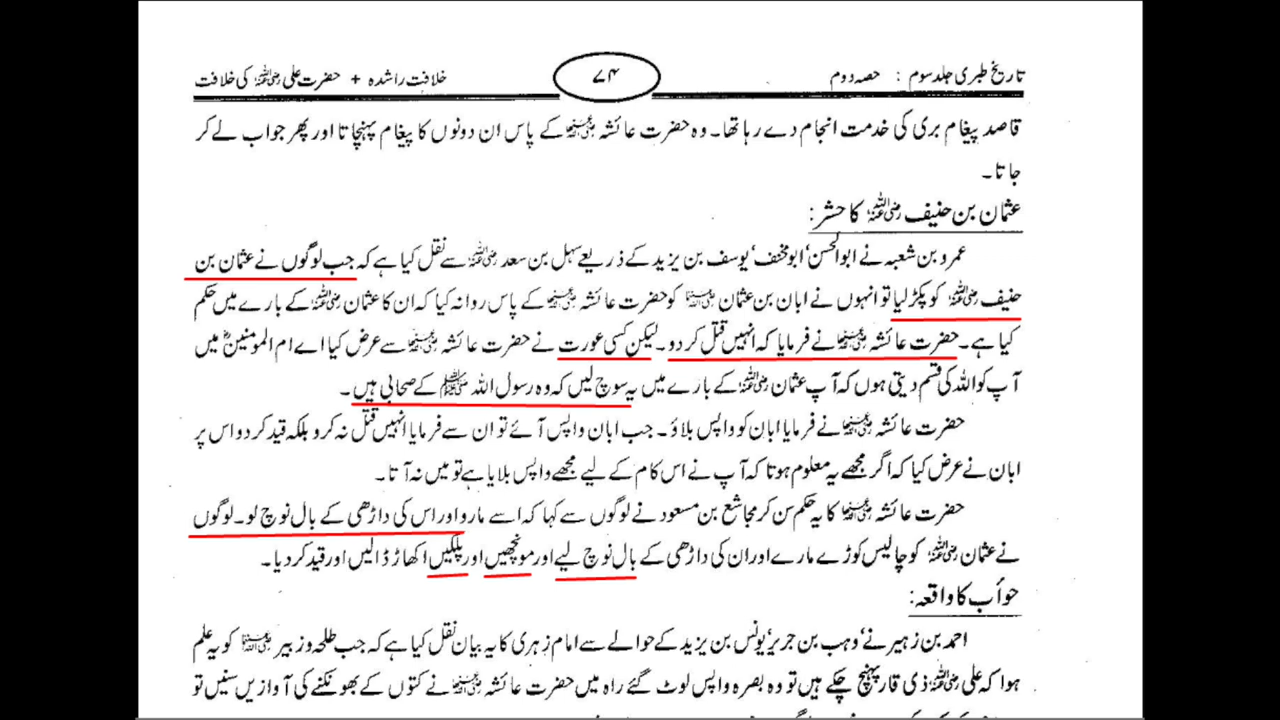 تاریخ طبری جلد سوم : حصہ دوم
۷۴
خلافت راشدہ + حضرت علی رضی اللہ عنہ کی خلافت
قاصد پیغام بری کی خدمت انجام دے رہا تھا۔ وہ حضرت عائشہ رضی اللہ عنہا کے پاس ان دونوں کا پیغام پہنچاتا اور پھر جواب لے کر
جاتا۔
عثمان بن حنیف رضی اللہ عنہ کا حشر:
عمرو بن شعبہ نے ابوالحسن' ابومخنف' یوسف بن یزید کے ذریعے سہل بن سعد رضی اللہ عنہ سے نقل کیا ہے کہ جب لوگوں نے عثمان بن
حنیف رضی اللہ عنہ کو پکڑ لیا تو انہوں نے ابان بن عثمان رضی اللہ عنہما کو حضرت عائشہ رضی اللہ عنہا کے پاس روانہ کیا کہ ان کا عثمان رضی اللہ عنہ کے بارے میں حکم
کیا ہے۔ حضرت عائشہ رضی اللہ عنہا نے فرمایا کہ انہیں قتل کر دو۔ لیکن کسی عورت نے حضرت عائشہ رضی اللہ عنہا سے عرض کیا اے ام المومنینؓ میں
آپ کو اللہ کی قسم دیتی ہوں کہ آپ عثمان رضی اللہ عنہ کے بارے میں یہ سوچ لیں کہ وہ رسول اللہ صلی اللہ علیہ وسلم کے صحابی ہیں۔
حضرت عائشہ رضی اللہ عنہا نے فرمایا ابان کو واپس بلاؤ۔ جب ابان واپس آئے تو ان سے فرمایا انہیں قتل نہ کرو بلکہ قید کر دو اس پر
ابان نے عرض کیا کہ اگر مجھے یہ معلوم ہوتا کہ آپ نے اس کام کے لیے مجھے واپس بلایا ہے تو میں نہ آتا۔
حضرت عائشہ رضی اللہ عنہا کا یہ حکم سن کر مجاشع بن مسعود نے لوگوں سے کہا کہ اسے مارو اور اس کی داڑھی کے بال نوچ لو۔ لوگوں
نے عثمان رضی اللہ عنہ کو چالیس کوڑے مارے اور ان کی داڑھی کے بال نوچ لیے اور مونچھیں اور پلکیں اکھاڑ ڈالیں اور قید کر دیا۔
حوأب کا واقعہ:
احمد بن زہیر نے' وہب بن جریر' یونس بن یزید کے حوالے سے امام زہری کا یہ بیان نقل کیا ہے کہ جب طلحہ و زبیر رضی اللہ عنہما کو یہ علم
ہوا کہ علی رضی اللہ عنہ ذی قار پہنچ چکے ہیں تو وہ بصرہ واپس لوٹ گئے راہ میں حضرت عائشہ رضی اللہ عنہا نے کتوں کے بھونکنے کی آوازیں سنیں تو